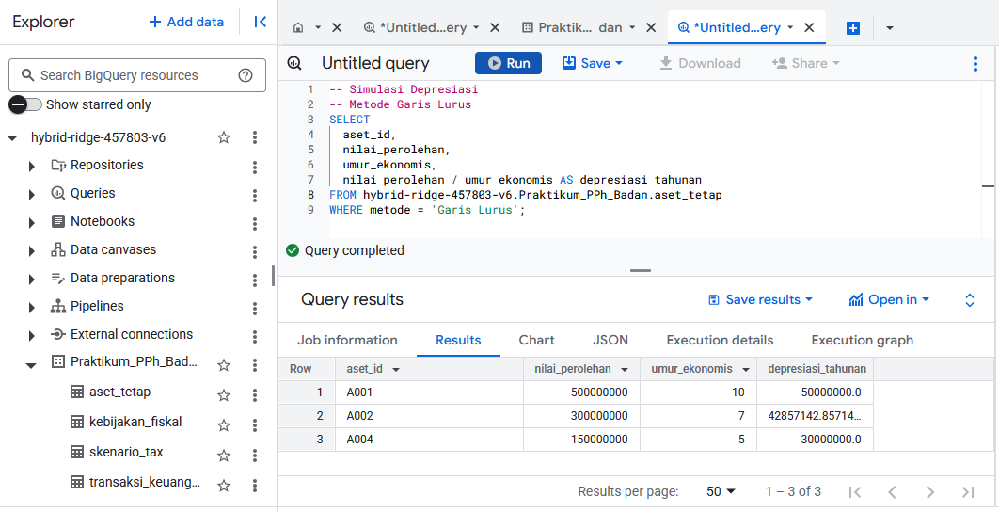 Explorer
+ Add data
Search BigQuery resources
Show starred only
hybrid-ridge-457803-v6
Repositories
Queries
Notebooks
Data canvases
Data preparations
Pipelines
External connections
Praktikum_PPh_Bad...
aset_tetap
kebijakan_fiskal
skenario_tax
transaksi_keuang...
*Untitled...ery
Praktik... dan
*Untitled...ery
Untitled query
Run
Save
Download
Share
1 -- Simulasi Depresiasi
2 -- Metode Garis Lurus
3 SELECT
4 aset_id,
5 nilai_perolehan,
6 umur_ekonomis,
7 nilai_perolehan / umur_ekonomis AS depresiasi_tahunan
8 FROM hybrid-ridge-457803-v6.Praktikum_PPh_Badan.aset_tetap
9 WHERE metode = 'Garis Lurus';
Query completed
Query results
Save results
Open in
Job information Results Chart JSON Execution details Execution graph
Row aset_id nilai_perolehan umur_ekonomis depresiasi_tahunan
1 A001 500000000 10 50000000.0
2 A002 300000000 7 42857142.85714...
3 A004 150000000 5 30000000.0
Results per page: 50 1 – 3 of 3